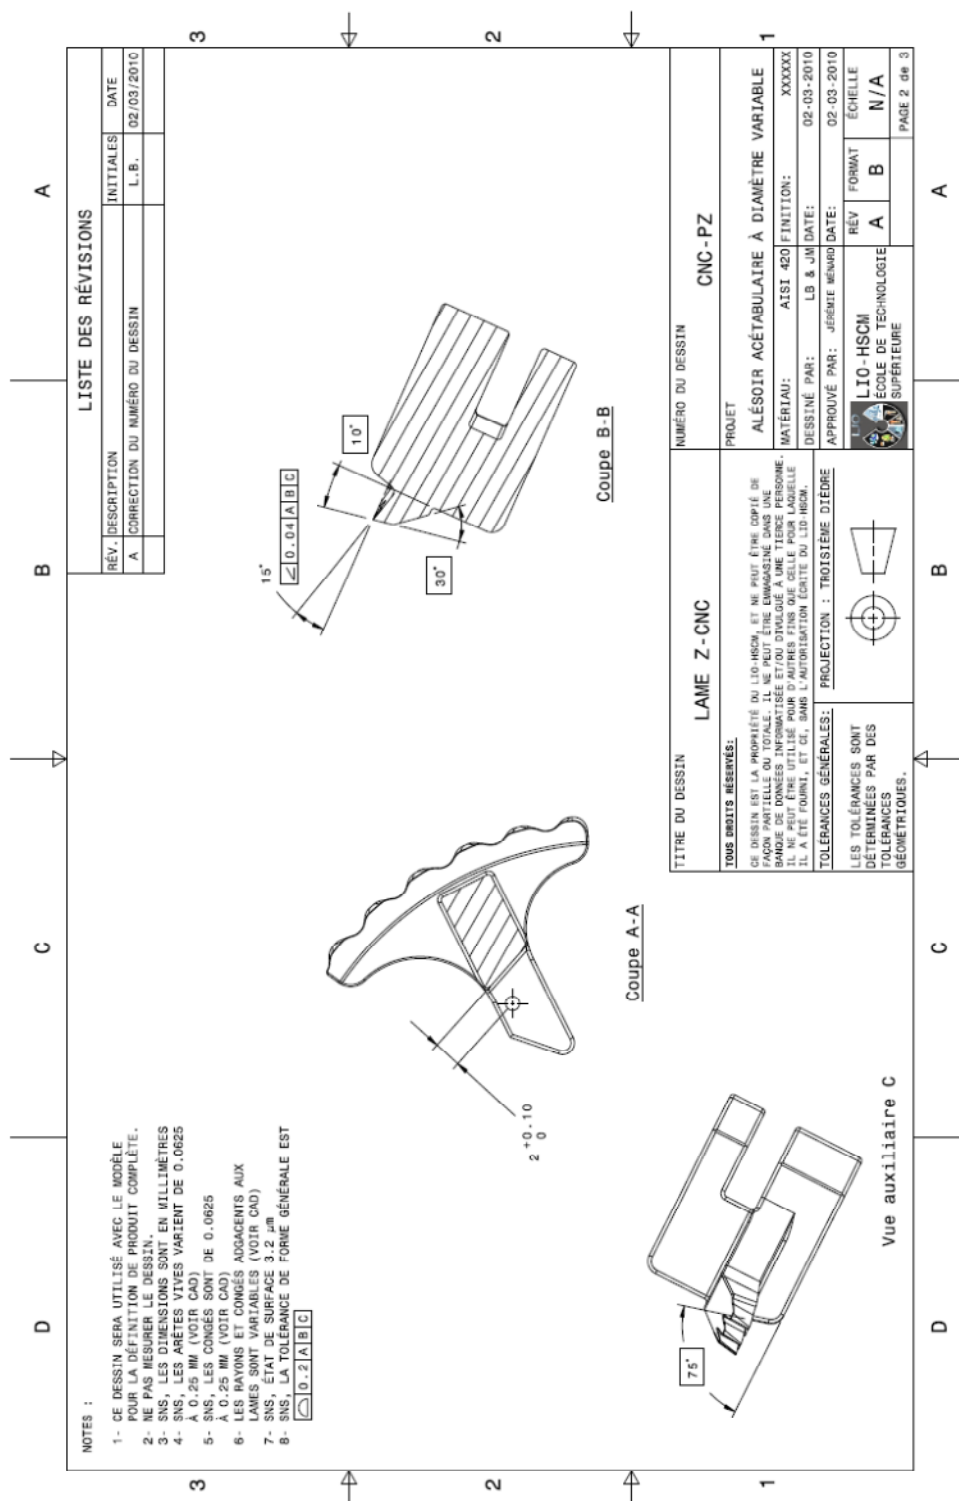 NOTES :
1- CE DESSIN SERA UTILISÉ AVEC LE MODÈLE
POUR LA DÉFINITION DE PRODUIT COMPLÈTE.
2- NE PAS MESURER LE DESSIN.
3- SNS, LES DIMENSIONS SONT EN MILLIMÈTRES
4- SNS, LES ARÊTES VIVES VARIENT DE 0.0625
À 0.25 MM (VOIR CAD)
5- SNS, LES CONGÉS SONT DE 0.0625
À 0.25 MM (VOIR CAD)
6- LES RAYONS ET CONGÉS ADGACENTS AUX
LAMES SONT VARIABLES (VOIR CAD)
7- SNS, ÉTAT DE SURFACE 3.2 µm
8- SNS, LA TOLÉRANCE DE FORME GÉNÉRALE EST
0.2 A B C
LISTE DES RÉVISIONS
RÉV. DESCRIPTION INITIALES DATE
A CORRECTION DU NUMÉRO DU DESSIN L.B. 02/03/2010
D C B A
3 3
2 2
1 1
2 +0.10
0
Coupe A-A
15°
0.04 A B C
10°
30°
Coupe B-B
75°
Vue auxiliaire C
TITRE DU DESSIN
LAME Z-CNC
NUMÉRO DU DESSIN
CNC-PZ
TOUS DROITS RÉSERVÉS:
CE DESSIN EST LA PROPRIÉTÉ DU LIO-HSCM, ET NE PEUT ÊTRE COPIÉ DE
FAÇON PARTIELLE OU TOTALE. IL NE PEUT ÊTRE EMMAGASINÉ DANS UNE
BANQUE DE DONNÉES INFORMATISÉE ET/OU DIVULGUÉ À UNE TIERCE PERSONNE.
IL NE PEUT ÊTRE UTILISÉ POUR D'AUTRES FINS QUE CELLE POUR LAQUELLE
IL A ÉTÉ FOURNI, ET CE, SANS L'AUTORISATION ÉCRITE DU LIO-HSCM.
PROJET
ALÉSOIR ACÉTABULAIRE À DIAMÈTRE VARIABLE
MATÉRIAU: AISI 420 FINITION: XXXXXX
DESSINÉ PAR: LB & JM DATE: 02-03-2010
APPROUVÉ PAR: JÉRÉMIE MÉNARD DATE: 02-03-2010
TOLÉRANCES GÉNÉRALES:
LES TOLÉRANCES SONT
DÉTERMINÉES PAR DES
TOLERANCES
GÉOMÉTRIQUES.
PROJECTION : TROISIÈME DIÈDRE
LIO
LIO-HSCM
ÉCOLE DE TECHNOLOGIE
SUPÉRIEURE
RÉV FORMAT ÉCHELLE
A B N/A
PAGE 2 de 3
D C B A